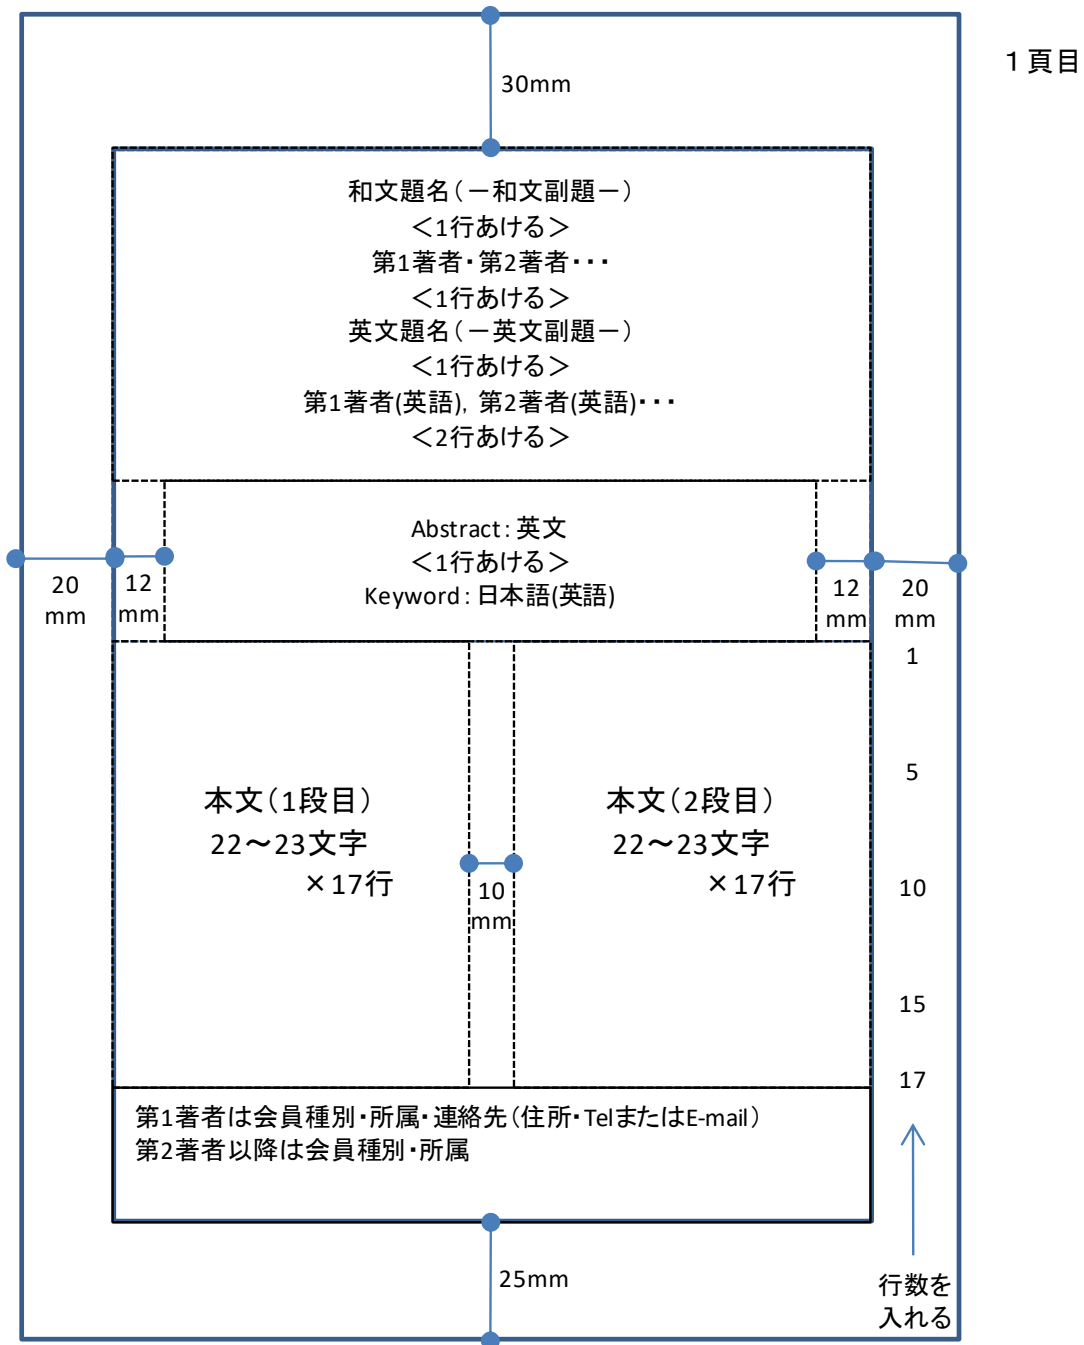 1頁目
30mm
和文題名(-和文副題-)
<1行あける>
第1著者・第2著者・・・
<1行あける>
英文題名(-英文副題-)
<1行あける>
第1著者(英語), 第2著者(英語)・・・
<2行あける>
Abstract: 英文
<1行あける>
Keyword: 日本語(英語)
20
mm
12
mm
12
mm
20
mm
本文(1段目)
22~23文字
×17行
10
mm
本文(2段目)
22~23文字
×17行
1
5
10
15
17
第1著者は会員種別・所属・連絡先(住所・TelまたはE-mail)
第2著者以降は会員種別・所属
25mm
行数を
入れる